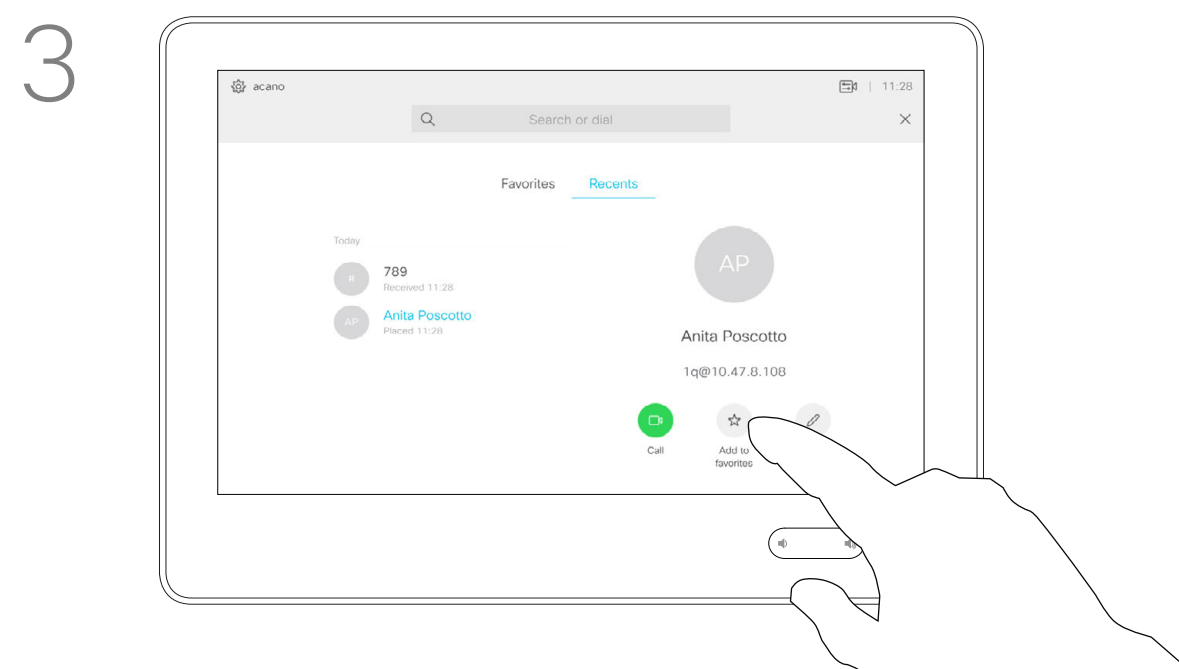 3
acano
11:28
Search or dial
Favorites
Recents
Today
R
789
Received 11:28
AP
Anita Poscotto
Placed 11:28
AP
Anita Poscotto
1q@10.47.8.108
Call
Add to
favorites